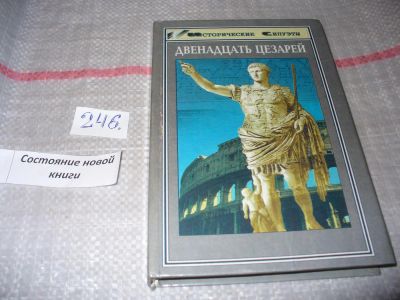 Исторические Силуэты
ДВЕНАДЦАТЬ ЦЕЗАРЕЙ
246.
Состояние новой
книги